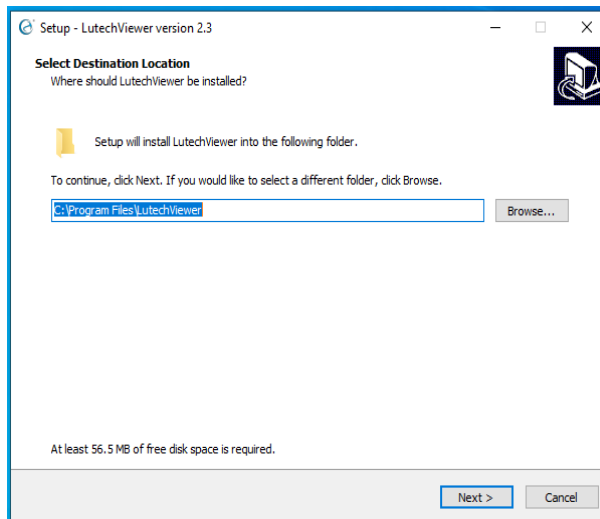 Setup - LutechViewer version 2.3
Select Destination Location
Where should LutechViewer be installed?
Setup will install LutechViewer into the following folder.
To continue, click Next. If you would like to select a different folder, click Browse.
C:\Program Files\LutechViewer
Browse...
At least 56.5 MB of free disk space is required.
Next >
Cancel